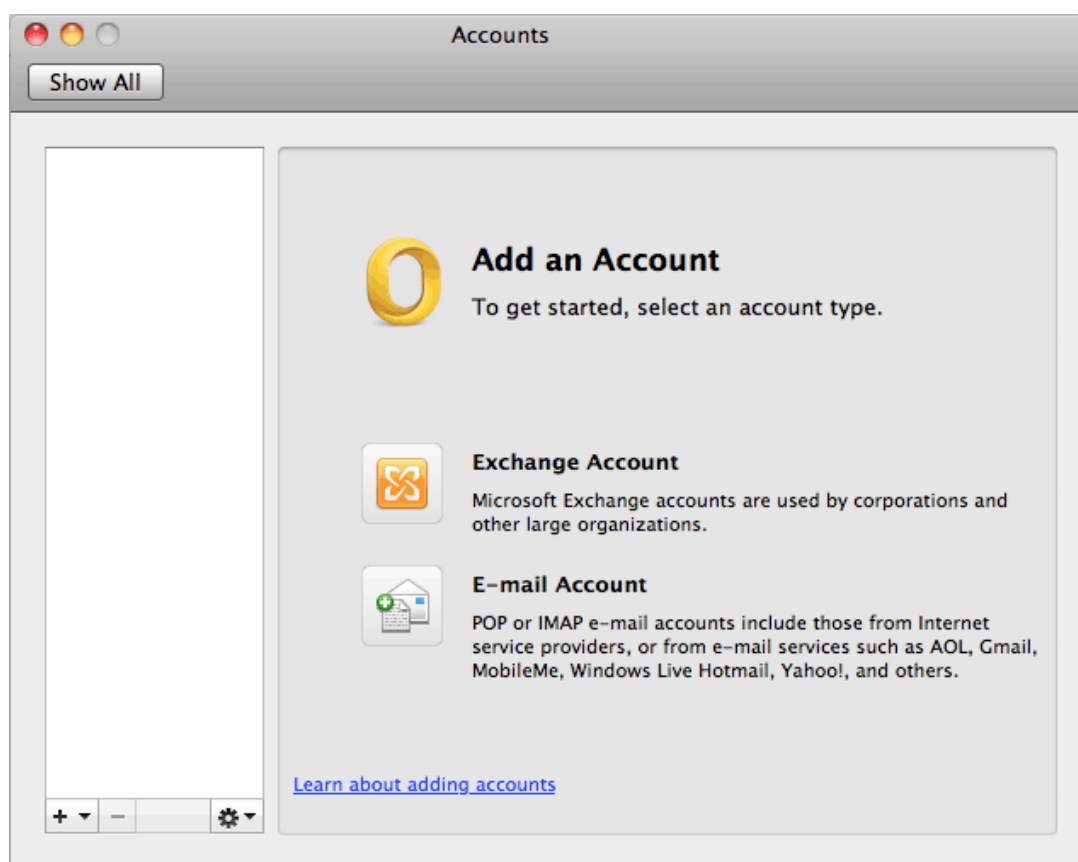 Accounts
Show All
Add an Account
To get started, select an account type.
Exchange Account
Microsoft Exchange accounts are used by corporations and
other large organizations.
E-mail Account
POP or IMAP e-mail accounts include those from Internet
service providers, or from e-mail services such as AOL, Gmail,
MobileMe, Windows Live Hotmail, Yahoo!, and others.
Learn about adding accounts